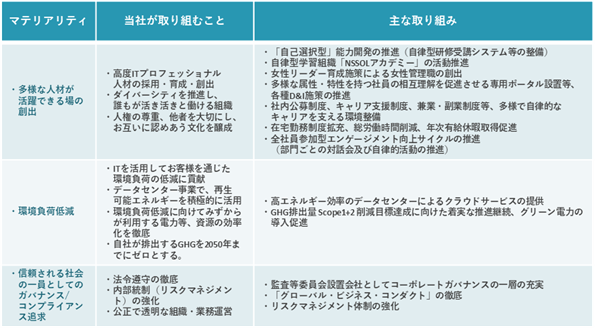 マテリアリティ
当社が取り組むこと
主な取り組み
・多様な人材が
活躍できる場の
創出
・高度ITプロフェッショナル
人材の採用・育成・創出
・ダイバーシティを推進し、
誰もが活き活きと働ける組織
・人権の尊重、他者を大切にし、
お互いに認めあう文化を醸成
・「自己選択型」能力開発の推進（自律型研修受講システム等の整備）
・自律型学習組織「NSSOLアカデミー」の活動推進
・女性リーダー育成施策による女性管理職の創出
・多様な属性・特性を持つ社員の相互理解を促進させる専用ポータル設置等、
各種D&I施策の推進
・社内公募制度、キャリア支援制度、兼業・副業制度等、多様で自律的な
キャリアを支える環境整備
・在宅勤務制度拡充、総労働時間削減、年次有給休暇取得促進
・全社員参加型エンゲージメント向上サイクルの推進
（部門ごとの対話会及び自律的活動の推進）
・環境負荷低減
・ITを活用してお客様を通じた
環境負荷の低減に貢献
・データセンター事業で、再生
可能エネルギーを積極的に活用
・環境負荷低減に向けてみずから
が利用する電力等、資源の効率
化を徹底
・自社が排出するGHGを2050年ま
でにゼロとする。
・高エネルギー効率のデータセンターによるクラウドサービスの提供
・GHG排出量 Scope1+2 削減目標達成に向けた着実な推進継続、グリーン電力の
導入促進
・信頼される社会
の一員としての
ガバナンス/
コンプライアン
ス追求
・法令遵守の徹底
・内部統制（リスクマネジメ
ント）の強化
・公正で透明な組織・業務運営
・監査等委員会設置会社としてコーポレートガバナンスの一層の充実
・「グローバル・ビジネス・コンダクト」の徹底
・リスクマネジメント体制の強化